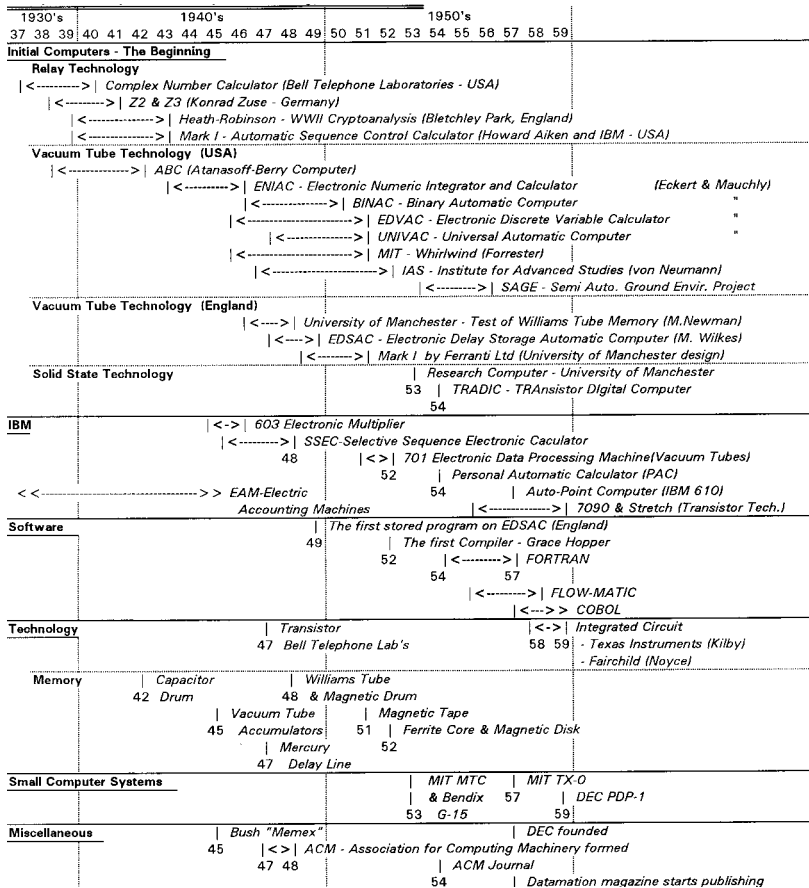 1930's 1940's 1950's
37 38 39 40 41 42 43 44 45 46 47 48 49 50 51 52 53 54 55 56 57 58 59
Initial Computers - The Beginning
Relay Technology
|<---------->| Complex Number Calculator (Bell Telephone Laboratories - USA)
|<--------->| Z2 & Z3 (Konrad Zuse - Germany)
|<-------------->| Heath-Robinson - WWII Cryptoanalysis (Bletchley Park, England)
|<-------------->| Mark I - Automatic Sequence Control Calculator (Howard Aiken and IBM - USA)
Vacuum Tube Technology (USA)
|<-------------->| ABC (Atanasoff-Berry Computer)
|<---------->| ENIAC - Electronic Numeric Integrator and Calculator (Eckert & Mauchly)
|<-------------->| BINAC - Binary Automatic Computer "
|<------------------->| EDVAC - Electronic Discrete Variable Calculator "
|<------------->| UNIVAC - Universal Automatic Computer "
|<------------------->| MIT - Whirlwind (Forrester)
|<------------------->| IAS - Institute for Advanced Studies (von Neumann)
|<--------->| SAGE - Semi Auto. Ground Envir. Project
Vacuum Tube Technology (England)
|<---->| University of Manchester - Test of Williams Tube Memory (M.Newman)
|<----->| EDSAC - Electronic Delay Storage Automatic Computer (M. Wilkes)
|<-------->| Mark I by Ferranti Ltd (University of Manchester design)
Solid State Technology | Research Computer - University of Manchester
53 | TRADIC - TRAnsistor DIgital Computer
54
IBM |<->| 603 Electronic Multiplier
|<--------->| SSEC-Selective Sequence Electronic Caculator
48 |<>| 701 Electronic Data Processing Machine(Vacuum Tubes)
52 | Personal Automatic Calculator (PAC)
<<------------------------------>> EAM-Electric 54 | Auto-Point Computer (IBM 610)
Accounting Machines |<------------>| 7090 & Stretch (Transistor Tech.)
Software | The first stored program on EDSAC (England)
49 | The first Compiler - Grace Hopper
52 |<--------->| FORTRAN
54 57
|<--------->| FLOW-MATIC
|<--->> COBOL
Technology | Transistor |<->| Integrated Circuit
47 Bell Telephone Lab's 58 59 - Texas Instruments (Kilby)
- Fairchild (Noyce)
Memory | Capacitor | Williams Tube
42 Drum 48 & Magnetic Drum
| Vacuum Tube | Magnetic Tape
45 Accumulators 51 | Ferrite Core & Magnetic Disk
| Mercury 52
47 Delay Line
Small Computer Systems | MIT MTC | MIT TX-0
| & Bendix 57 | DEC PDP-1
53 G-15 59
Miscellaneous | Bush "Memex" | DEC founded
45 |<>| ACM - Association for Computing Machinery formed
47 48 | ACM Journal
54 | Datamation magazine starts publishing